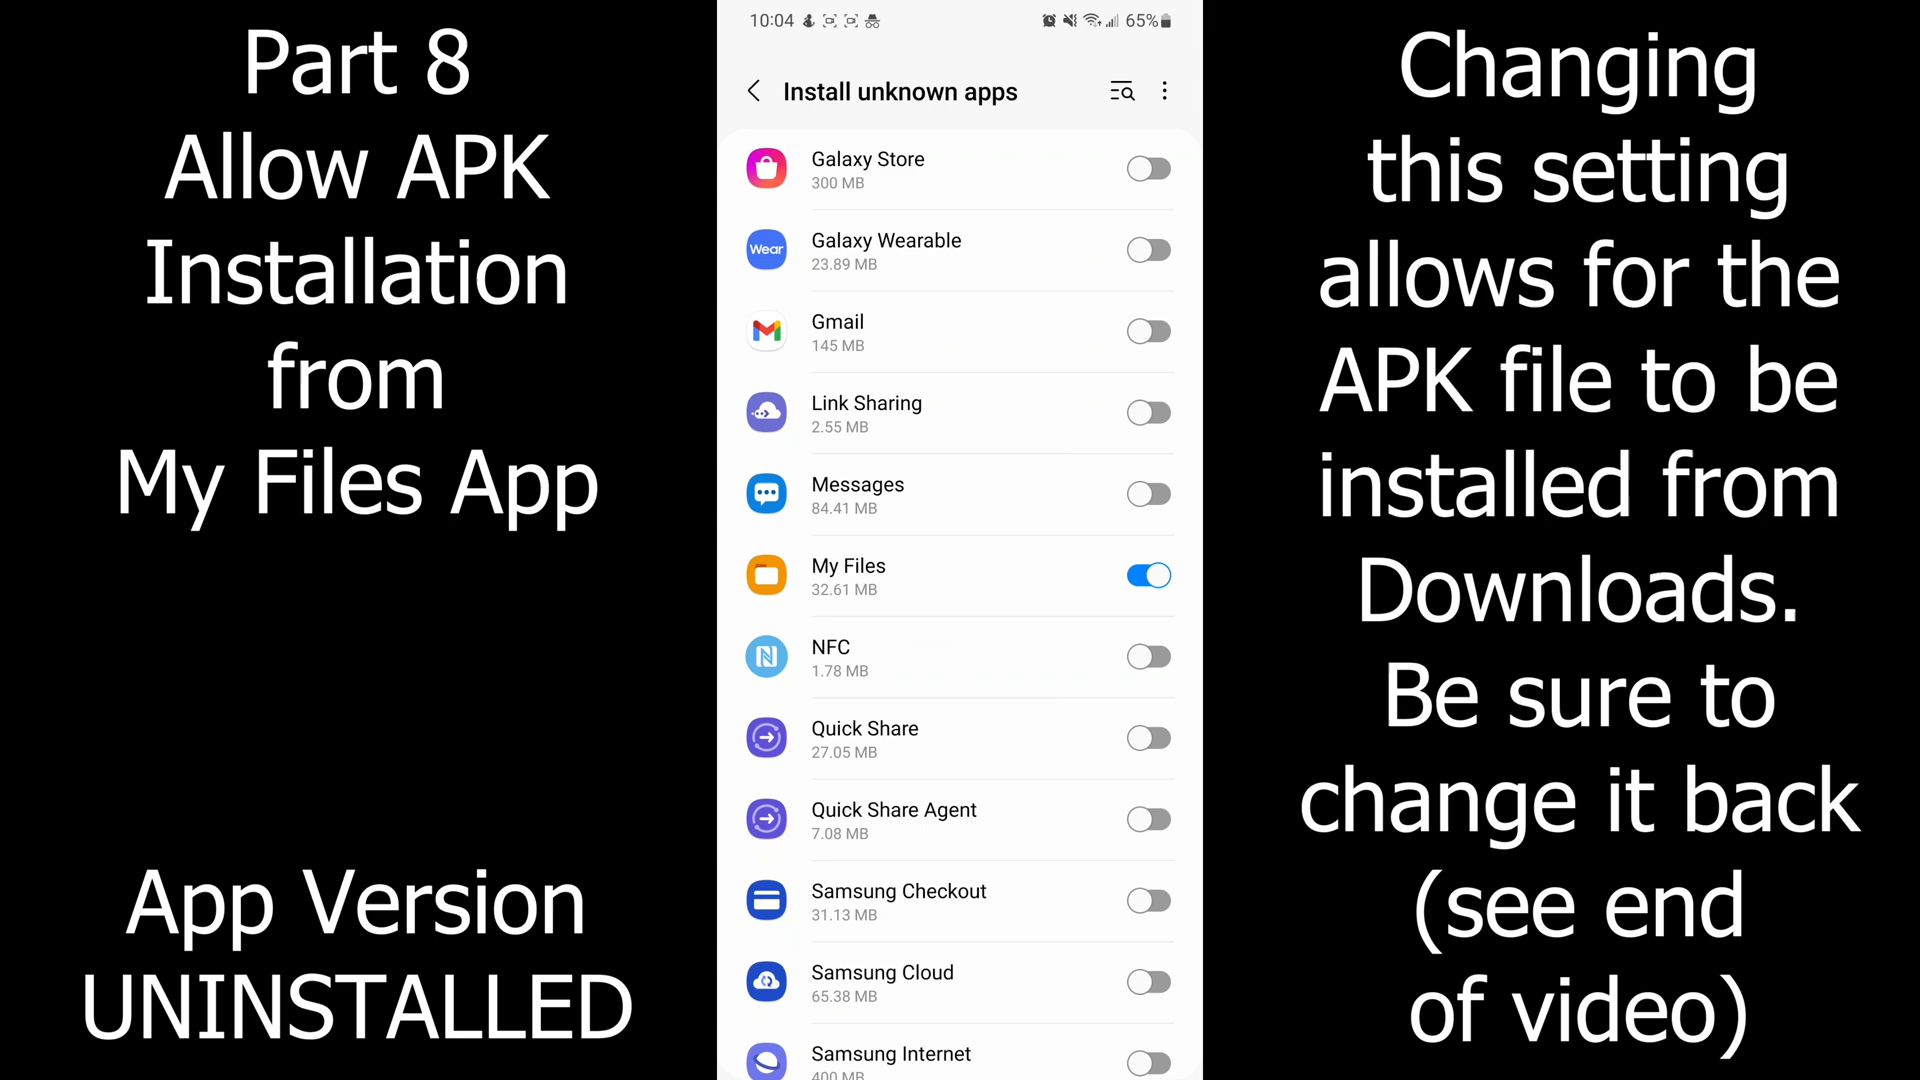 Part 8
Allow APK
Installation
from
My Files App
App Version
UNINSTALLED
10:04
65%
Install unknown apps
Galaxy Store
300 MB
Wear
Galaxy Wearable
23.89 MB
Gmail
145 MB
Link Sharing
2.55 MB
Messages
84.41 MB
My Files
32.61 MB
NFC
1.78 MB
Quick Share
27.05 MB
Quick Share Agent
7.08 MB
Samsung Checkout
31.13 MB
Samsung Cloud
65.38 MB
Samsung Internet
400 MB
Changing
this setting
allows for the
APK file to be
installed from
Downloads.
Be sure to
change it back
(see end
of video)